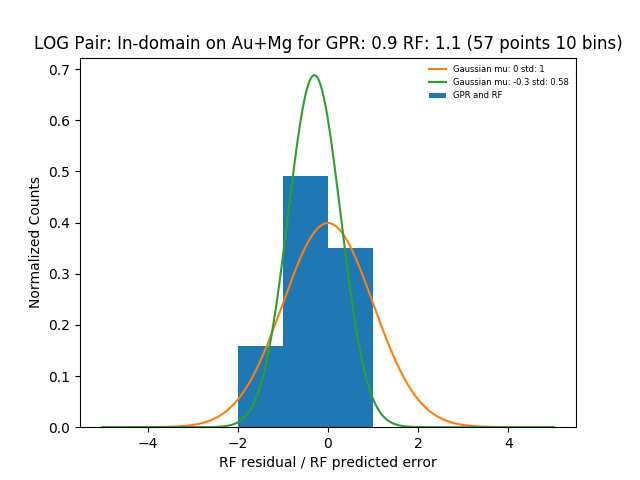 LOG Pair: In-domain on Au+Mg for GPR: 0.9 RF: 1.1 (57 points 10 bins)
Gaussian mu: 0 std: 1
Gaussian mu: -0.3 std: 0.58
GPR and RF
Normalized Counts
0.7
0.6
0.5
0.4
0.3
0.2
0.1
0.0
−4 −2 0 2 4
RF residual / RF predicted error